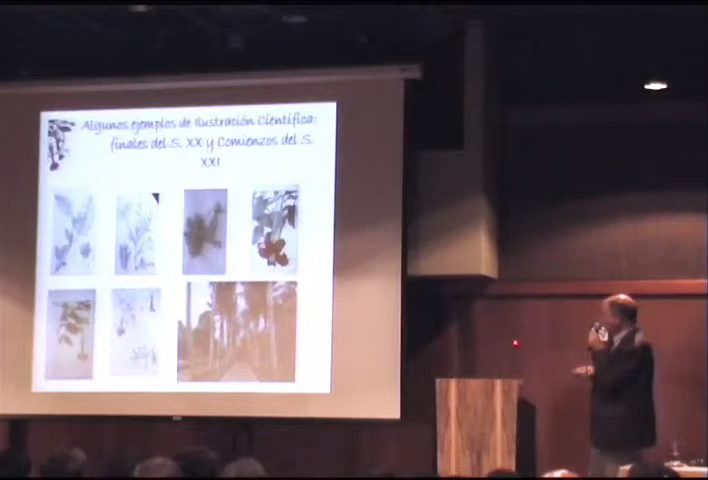 Algunos ejemplos de Ilustración Científica:
finales del S. XX y Comienzos del S.
XXI